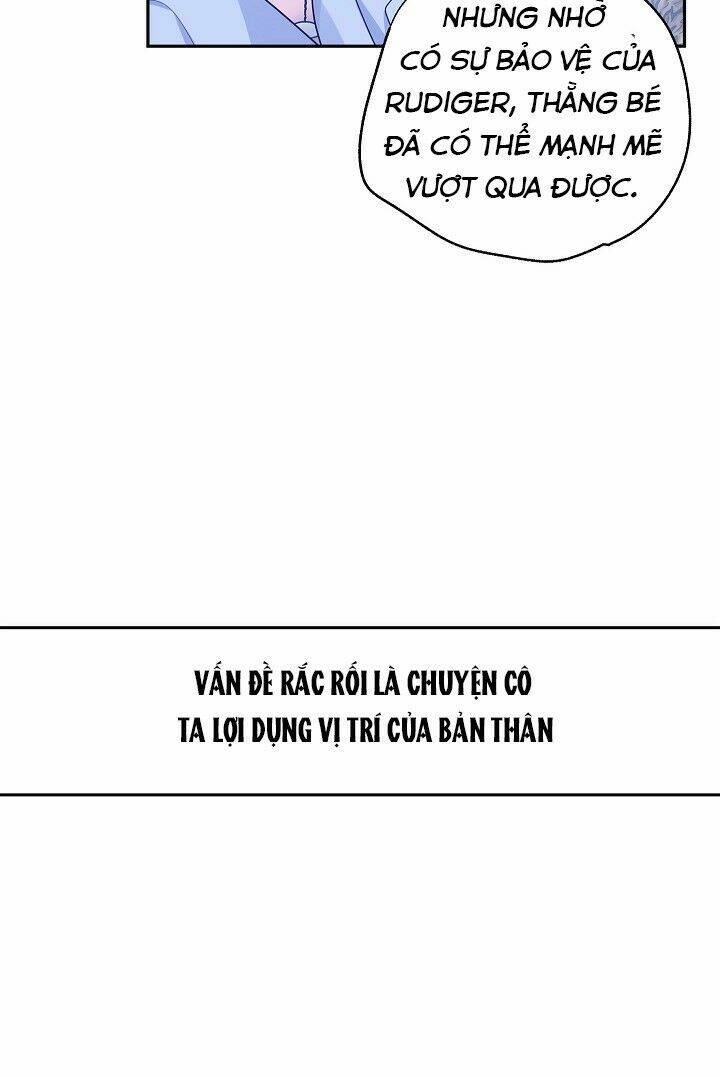 NHƯNG NHỜ
CÓ SỰ BẢO VỆ CỦA
RUDIGER, THẰNG BÉ
ĐÃ CÓ THỂ MẠNH MẼ
VƯỢT QUA ĐƯỢC.
VẤN ĐỀ RẮC RỐI LÀ CHUYỆN CÔ
TA LỢI DỤNG VỊ TRÍ CỦA BẢN THÂN